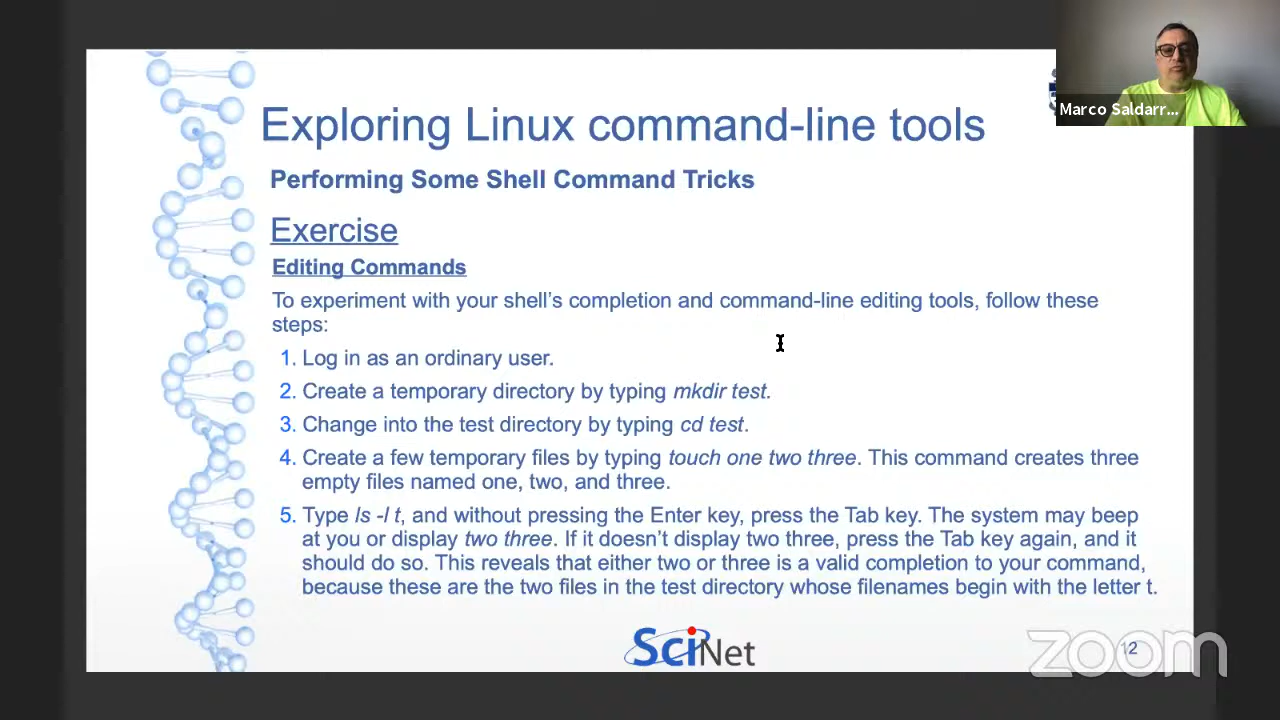 Marco Saldarr...
Exploring Linux command-line tools
Performing Some Shell Command Tricks
Exercise
Editing Commands
To experiment with your shell's completion and command-line editing tools, follow these
steps:
1. Log in as an ordinary user.
2. Create a temporary directory by typing mkdir test.
3. Change into the test directory by typing cd test.
4. Create a few temporary files by typing touch one two three. This command creates three
empty files named one, two, and three.
5. Type ls -l t, and without pressing the Enter key, press the Tab key. The system may beep
at you or display two three. If it doesn't display two three, press the Tab key again, and it
should do so. This reveals that either two or three is a valid completion to your command,
because these are the two files in the test directory whose filenames begin with the letter t.
SciNet
zoom
12